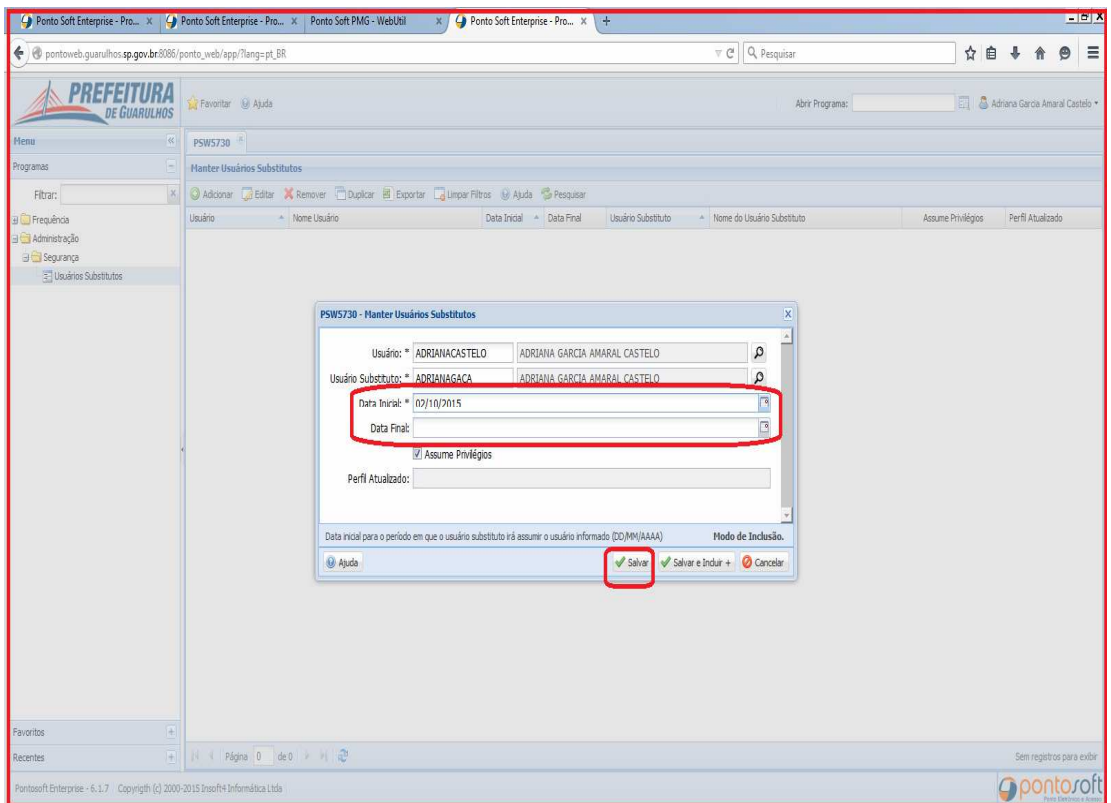 Ponto Soft Enterprise - Pro... x Ponto Soft Enterprise - Pro... x Ponto Soft PMG - WebUtil x Ponto Soft Enterprise - Pro... x +
pontoweb.guarulhos.sp.gov.br:8086/ponto_web/app/?lang=pt_BR Pesquisar
PREFEITURA
DE GUARULHOS
Favoritar Ajuda Abrir Programa: Adriana Garcia Amaral Castelo
Menu PSW5730
Programas Manter Usuários Substitutos
Filtrar: Adicionar Editar Remover Duplicar Exportar Limpar Filtros Ajuda Pesquisar
Usuário Nome Usuário Data Inicial Data Final Usuário Substituto Nome do Usuário Substituto Assume Privilégios Perfil Atualizado
Frequência
Administração
Segurança
Usuários Substitutos
PSW5730 - Manter Usuários Substitutos
Usuário: * ADRIANACASTELO ADRIANA GARCIA AMARAL CASTELO
Usuário Substituto: * ADRIANAGACA ADRIANA GARCIA AMARAL CASTELO
Data Inicial: * 02/10/2015
Data Final:
Assume Privilégios
Perfil Atualizado:
Data inicial para o período em que o usuário substituto irá assumir o usuário informado (DD/MM/AAAA) Modo de Inclusão.
Ajuda Salvar Salvar e Incluir + Cancelar
Favoritos
Recentes Página 0 de 0 Sem registros para exibir
Pontosoft Enterprise - 6.1.7 Copyrigth (c) 2000-2015 Insoft4 Informática Ltda
pontosoft
Ponto Eletrônico e Acesso